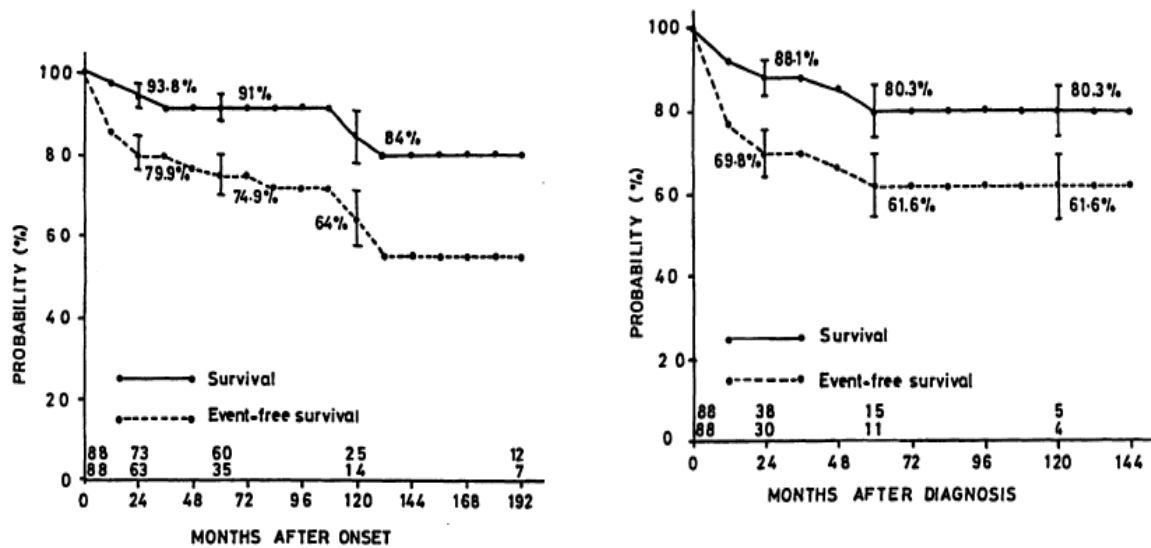 PROBABILITY (%)
100
80
60
40
20
0
93.8%
91%
84%
79.9%
74.9%
64%
Survival
Event-free survival
88 73 60 25 12
88 63 35 14 7
0 24 48 72 96 120 144 168 192
MONTHS AFTER ONSET
PROBABILITY (%)
100
80
60
40
20
0
88.1%
80.3%
80.3%
69.8%
61.6%
61.6%
Survival
Event-free survival
88 38 15 5
88 30 11 4
0 24 48 72 96 120 144
MONTHS AFTER DIAGNOSIS